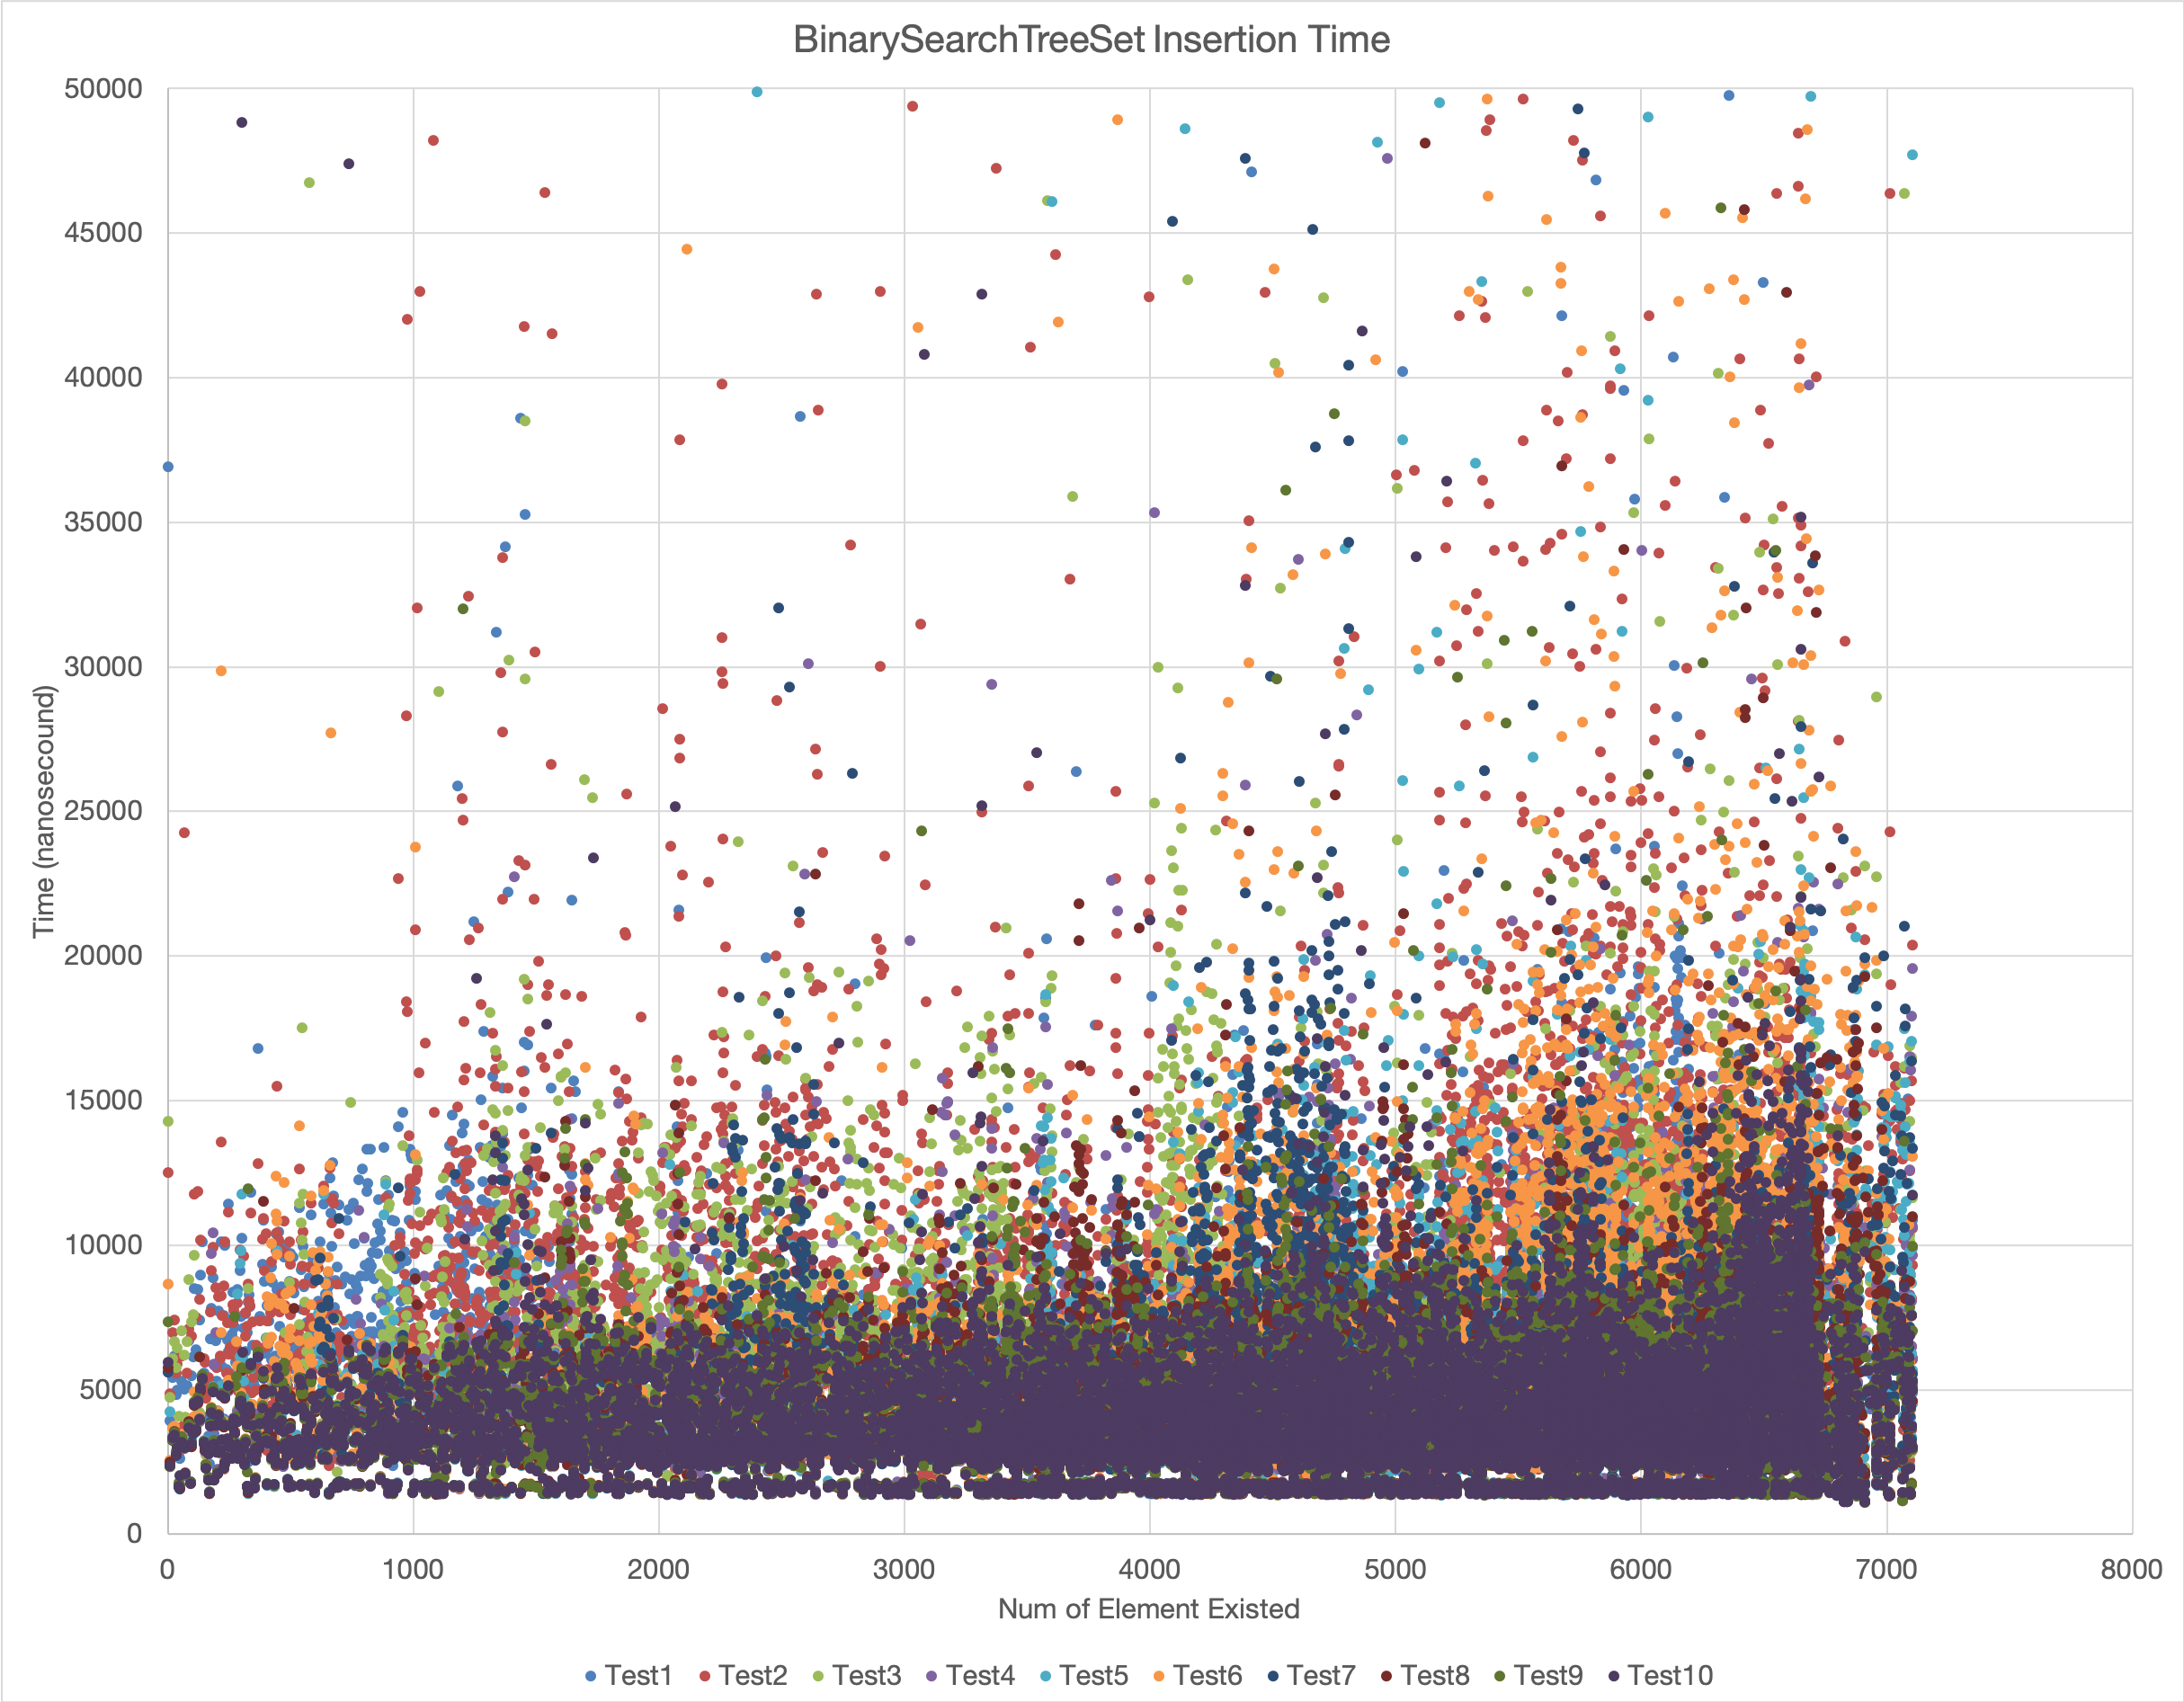 BinarySearchTreeSet Insertion Time
50000
45000
40000
35000
30000
25000
20000
15000
10000
5000
0
Time (nanosecound)
0 1000 2000 3000 4000 5000 6000 7000 8000
Num of Element Existed
Test1 Test2 Test3 Test4 Test5 Test6 Test7 Test8 Test9 Test10